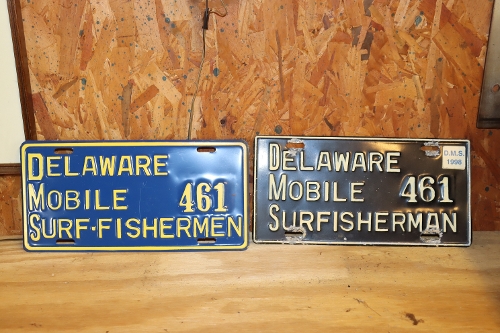 DELAWARE
MOBILE 461
SURF-FISHERMEN
DELAWARE D.M.S.
1998
MOBILE 461
SURFISHERMAN